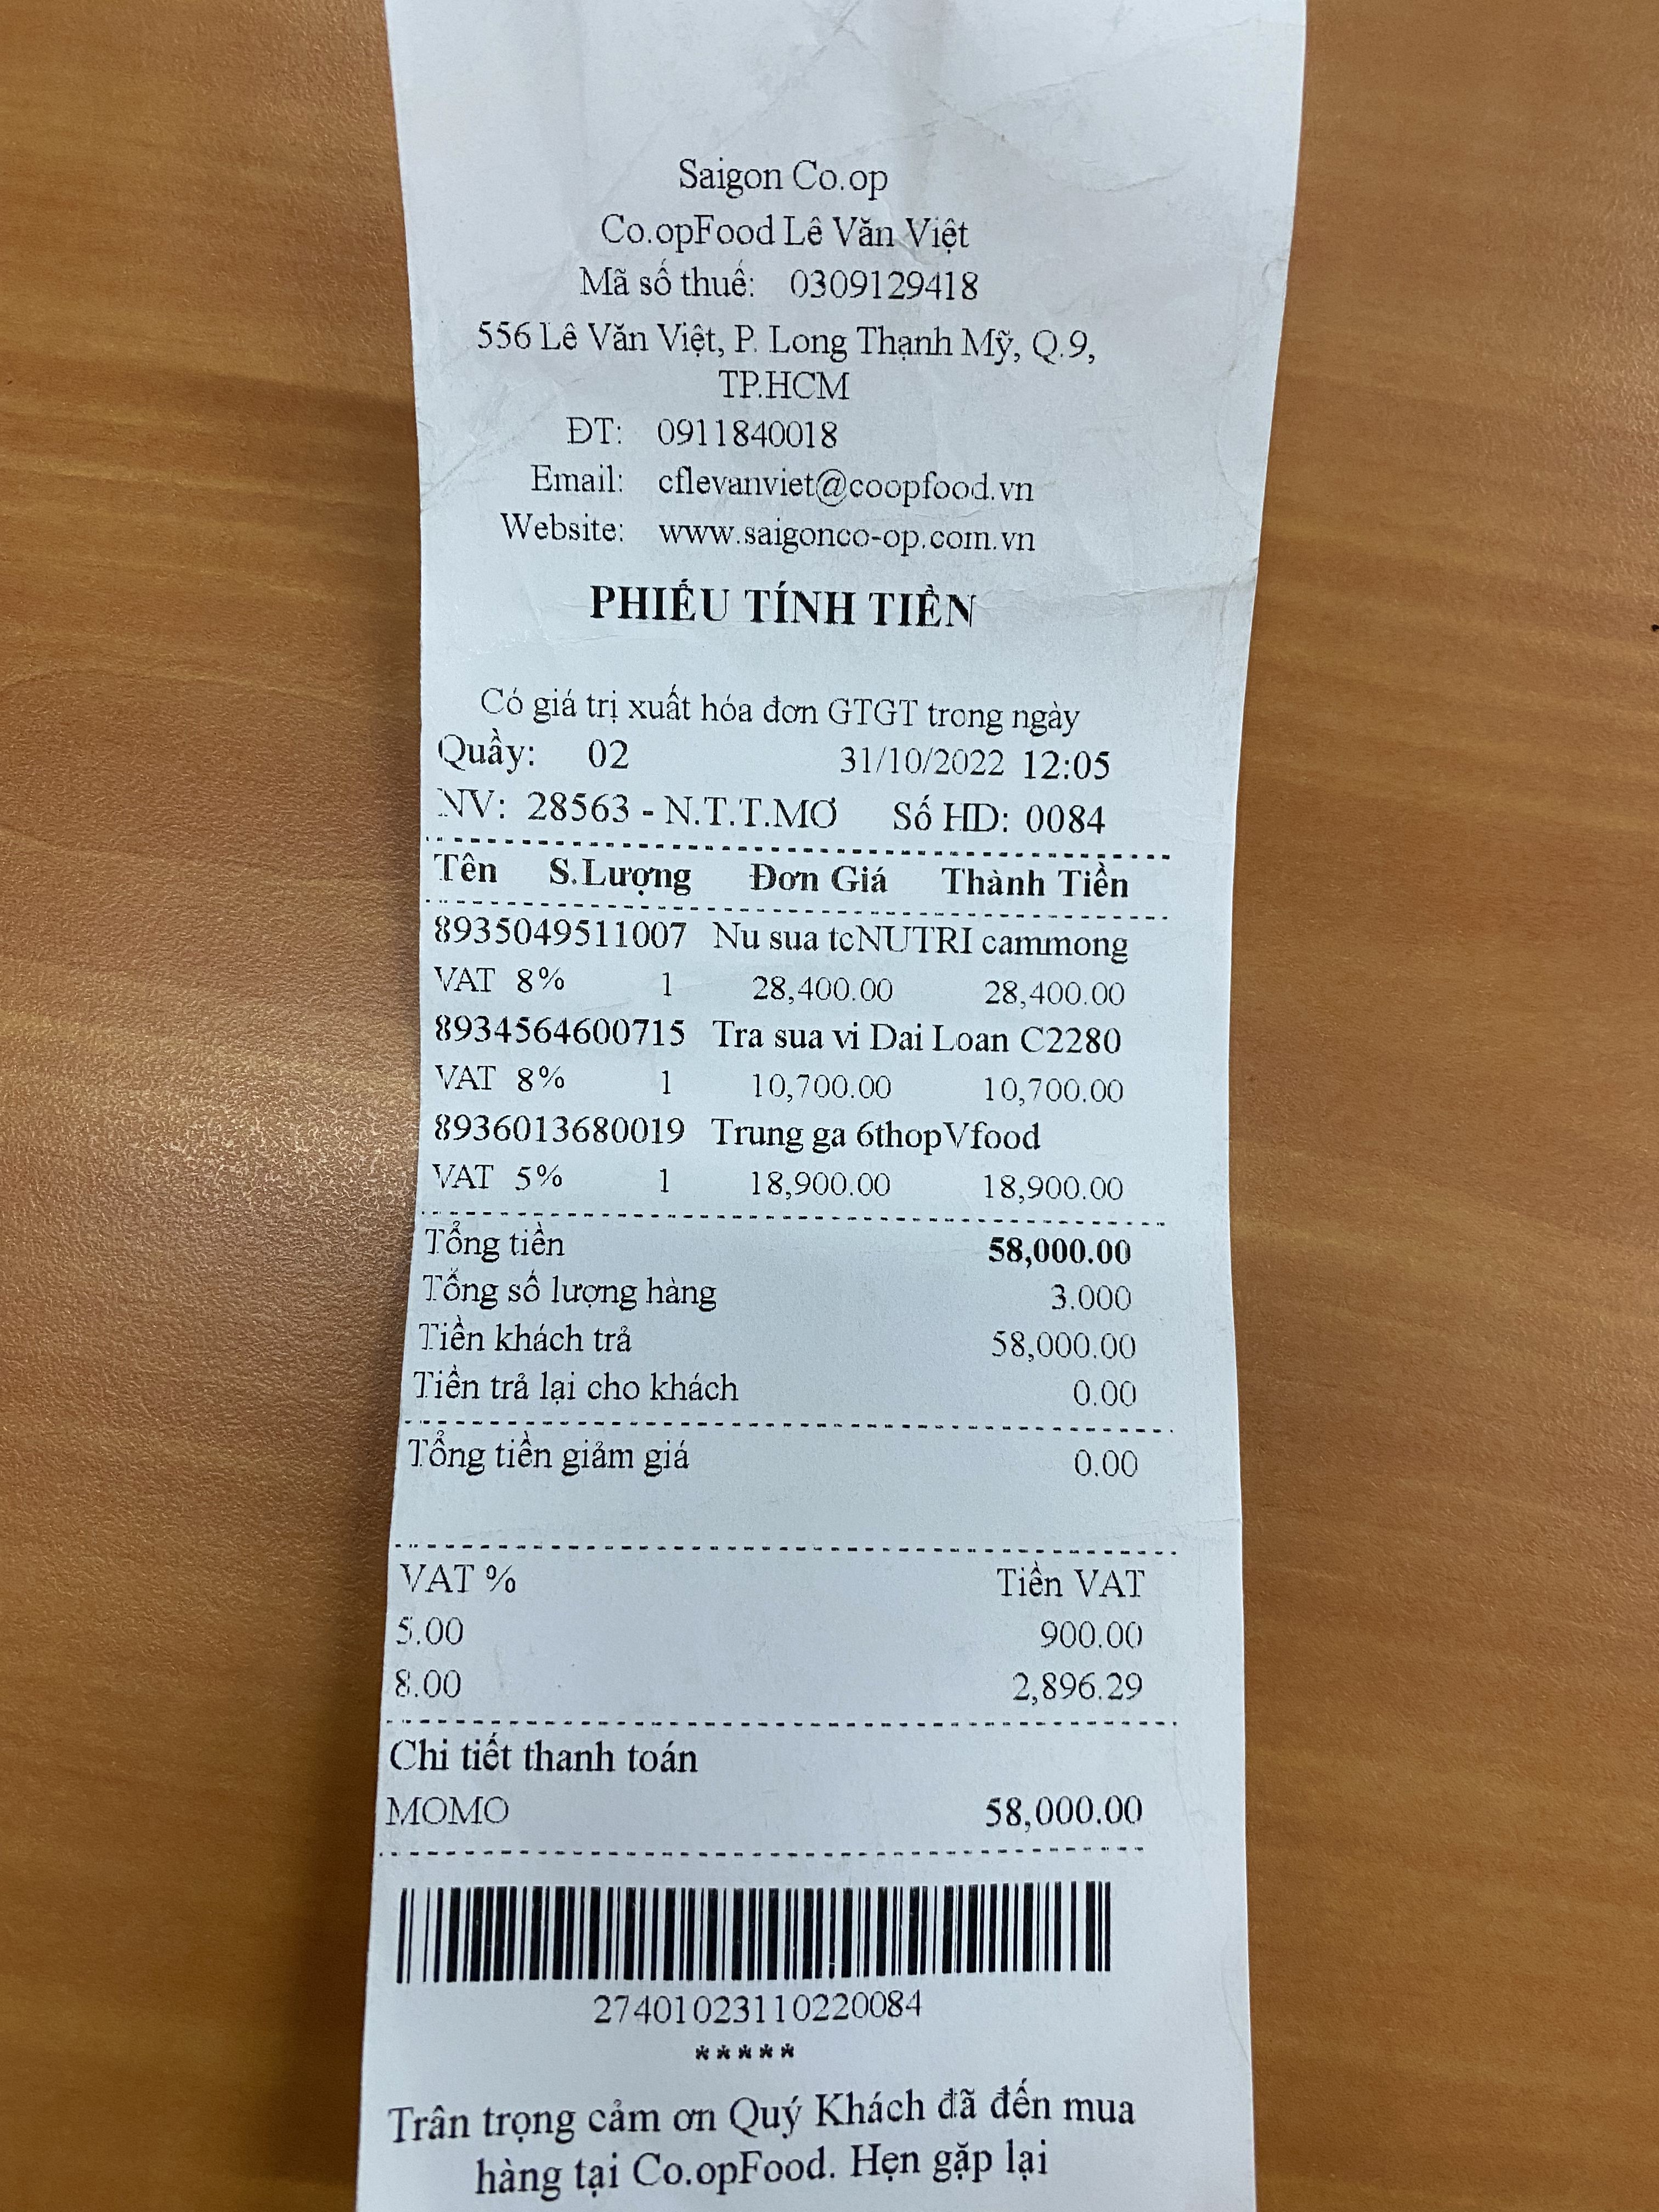 Saigon Co.op
Co.opFood Lê Văn Việt
Mã số thuế: 0309129418
556 Lê Văn Việt, P. Long Thạnh Mỹ, Q.9,
TP.HCM
ĐT: 0911840018
Email: cflevanviet@coopfood.vn
Website: www.saigonco-op.com.vn
PHIẾU TÍNH TIỀN
Có giá trị xuất hóa đơn GTGT trong ngày
Quầy: 02 31/10/2022 12:05
NV: 28563 - N.T.T.MƠ Số HD: 0084
Tên S.Lượng Đơn Giá Thành Tiền
8935049511007 Nu sua tcNUTRI cammong
VAT 8% 1 28,400.00 28,400.00
8934564600715 Tra sua vi Dai Loan C2280
VAT 8% 1 10,700.00 10,700.00
8936013680019 Trung ga 6thopVfood
VAT 5% 1 18,900.00 18,900.00
Tổng tiền 58,000.00
Tổng số lượng hàng 3.000
Tiền khách trả 58,000.00
Tiền trả lại cho khách 0.00
Tổng tiền giảm giá 0.00
VAT % Tiền VAT
5.00 900.00
8.00 2,896.29
Chi tiết thanh toán
MOMO 58,000.00
27401023110220084
*****
Trân trọng cảm ơn Quý Khách đã đến mua
hàng tại Co.opFood. Hẹn gặp lại